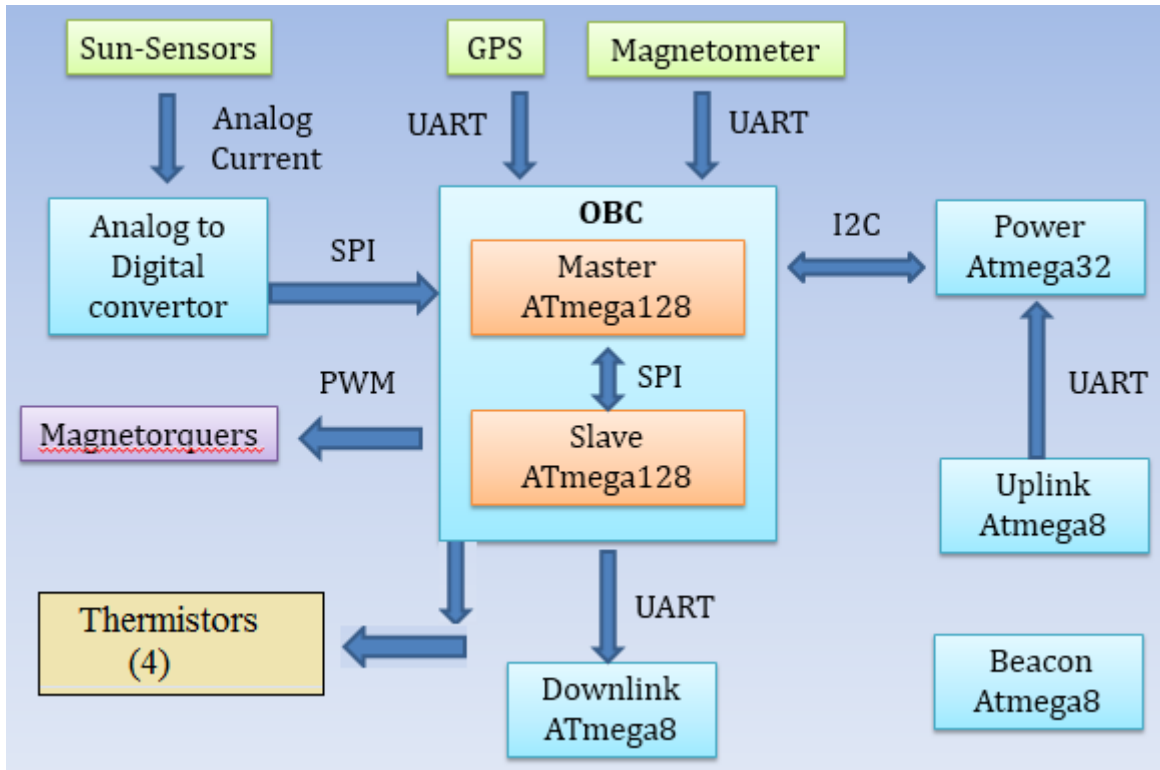 Sun-Sensors
GPS
Magnetometer
Analog
Current
UART
UART
Analog to
Digital
convertor
SPI
OBC
Master
ATmega128
SPI
Slave
ATmega128
I2C
Power
Atmega32
PWM
Magnetorquers
UART
Uplink
Atmega8
Thermistors
(4)
UART
Downlink
ATmega8
Beacon
Atmega8